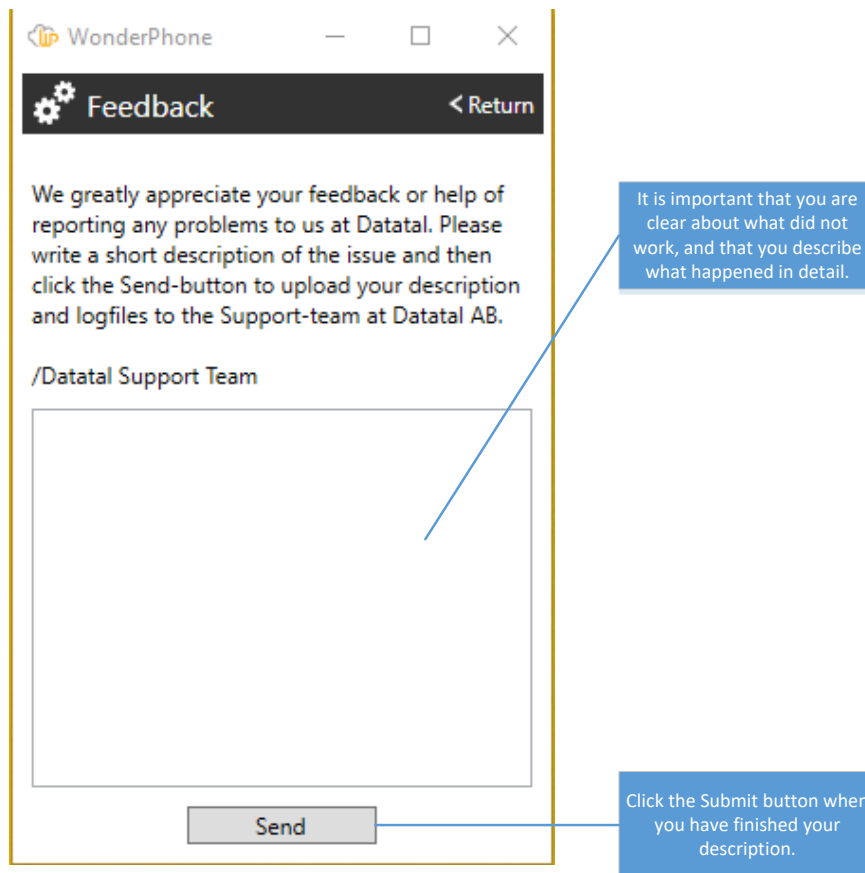 WonderPhone
Feedback
< Return
We greatly appreciate your feedback or help of
reporting any problems to us at Datatal. Please
write a short description of the issue and then
click the Send-button to upload your description
and logfiles to the Support-team at Datatal AB.
/Datatal Support Team
Send
It is important that you are
clear about what did not
work, and that you describe
what happened in detail.
Click the Submit button when
you have finished your
description.